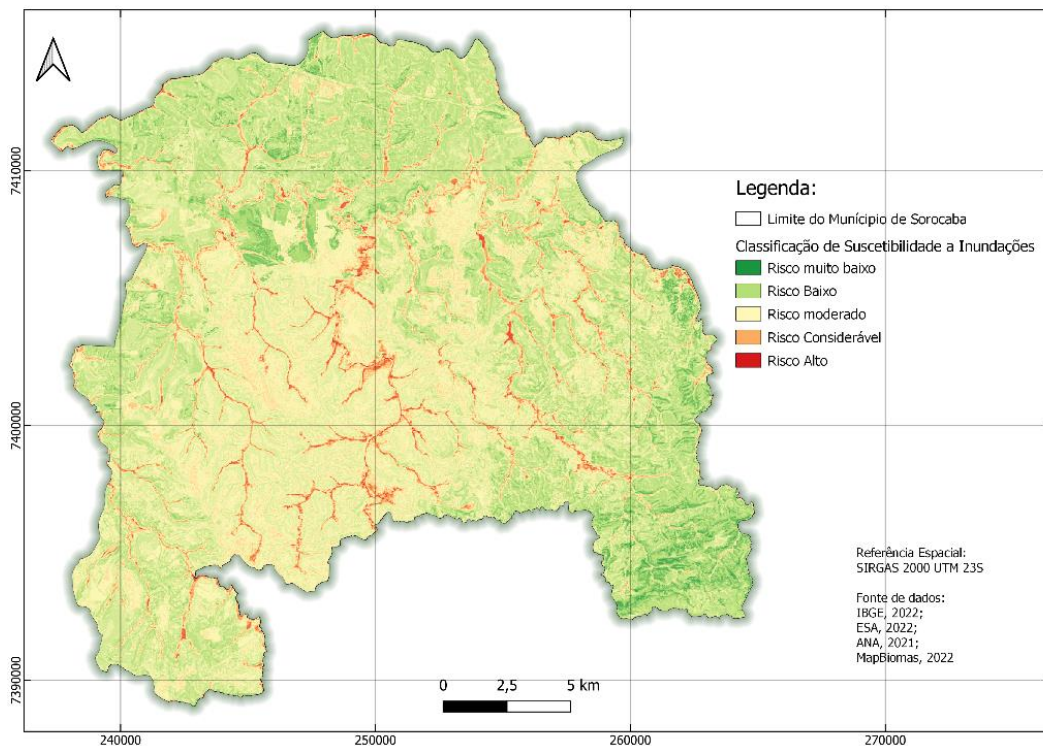 7410000
7400000
7390000
Legenda:
Limite do Munícipio de Sorocaba
Classificação de Suscetibilidade a Inundações
Risco muito baixo
Risco Baixo
Risco moderado
Risco Considerável
Risco Alto
Referência Espacial:
SIRGAS 2000 UTM 23S
Fonte de dados:
IBGE, 2022;
ESA, 2022;
ANA, 2021;
MapBiomas, 2022
0 2,5 5 km
240000 250000 260000 270000